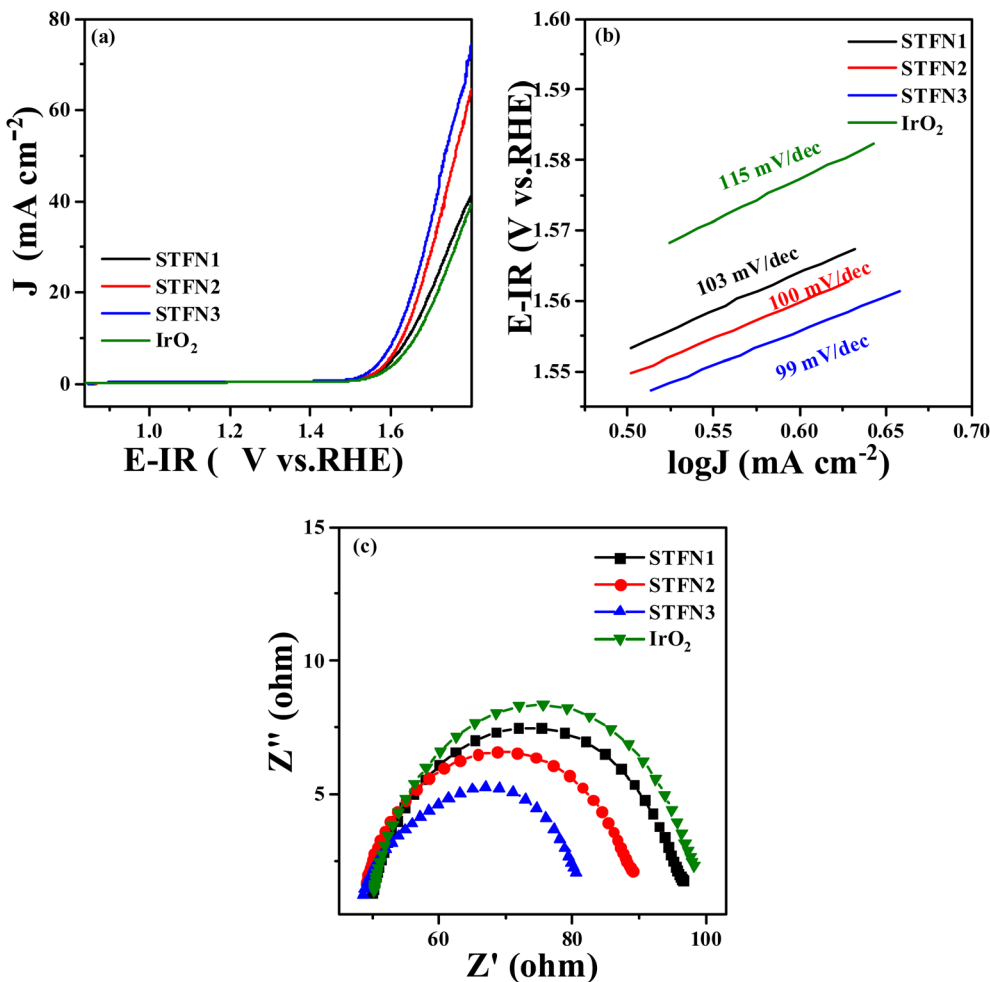 (a)
80
60
40
20
0
J (mA cm⁻²)
STFN1
STFN2
STFN3
IrO₂
1.0
1.2
1.4
1.6
E-IR ( V vs.RHE)
(b)
1.60
1.59
1.58
1.57
1.56
1.55
E-IR (V vs.RHE)
STFN1
STFN2
STFN3
IrO₂
115 mV/dec
103 mV/dec
100 mV/dec
99 mV/dec
0.50
0.55
0.60
0.65
0.70
logJ (mA cm⁻²)
(c)
15
10
5
Z'' (ohm)
STFN1
STFN2
STFN3
IrO₂
60
80
100
Z' (ohm)